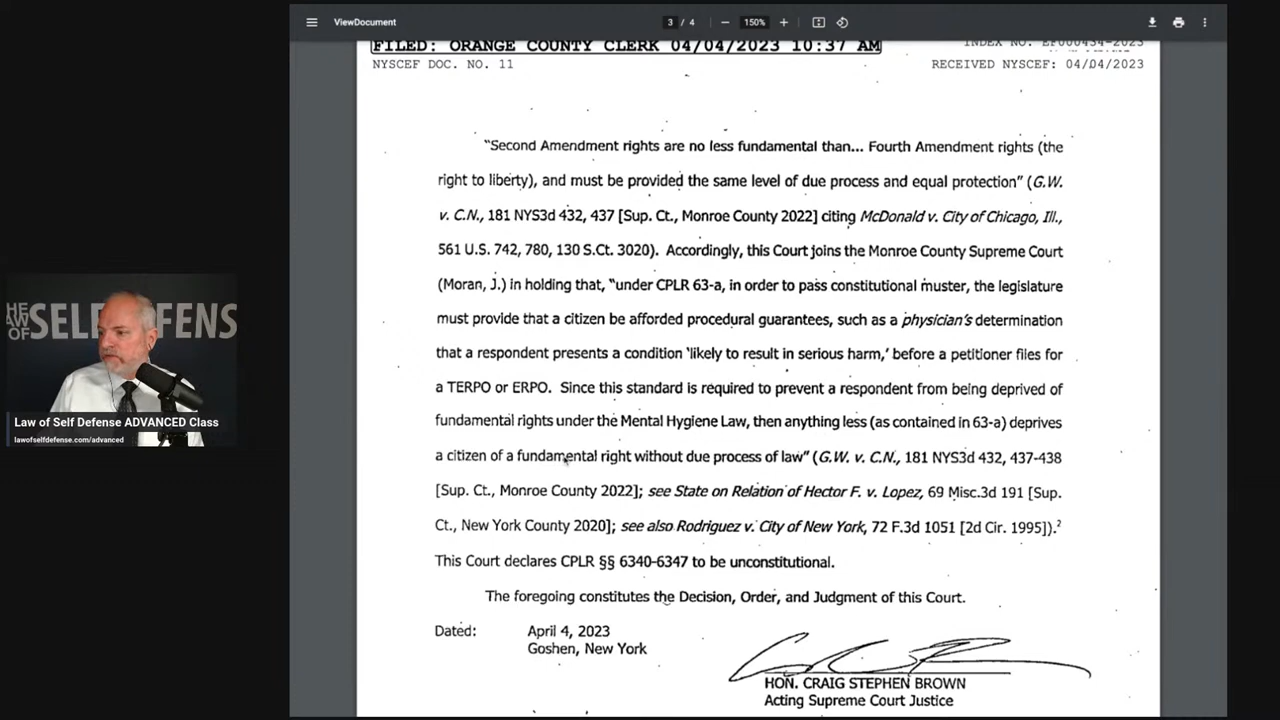 ViewDocument
3 / 4
150%
FILED: ORANGE COUNTY CLERK 04/04/2023 10:37 AM
INDEX NO. EF000434-2023
NYSCEF DOC. NO. 11
RECEIVED NYSCEF: 04/04/2023
"Second Amendment rights are no less fundamental than... Fourth Amendment rights (the
right to liberty), and must be provided the same level of due process and equal protection" (G.W.
v. C.N., 181 NYS3d 432, 437 [Sup. Ct., Monroe County 2022] citing McDonald v. City of Chicago, Ill.,
561 U.S. 742, 780, 130 S.Ct. 3020). Accordingly, this Court joins the Monroe County Supreme Court
(Moran, J.) in holding that, "under CPLR 63-a, in order to pass constitutional muster, the legislature
must provide that a citizen be afforded procedural guarantees, such as a physician's determination
that a respondent presents a condition 'likely to result in serious harm,' before a petitioner files for
a TERPO or ERPO. Since this standard is required to prevent a respondent from being deprived of
fundamental rights under the Mental Hygiene Law, then anything less (as contained in 63-a) deprives
a citizen of a fundamental right without due process of law" (G.W. v. C.N., 181 NYS3d 432, 437-438
[Sup. Ct., Monroe County 2022]; see State on Relation of Hector F. v. Lopez, 69 Misc.3d 191 [Sup.
Ct., New York County 2020]; see also Rodriguez v. City of New York, 72 F.3d 1051 [2d Cir. 1995]).²
This Court declares CPLR §§ 6340-6347 to be unconstitutional.
The foregoing constitutes the Decision, Order, and Judgment of this Court.
Dated: April 4, 2023
Goshen, New York
HON. CRAIG STEPHEN BROWN
Acting Supreme Court Justice
THE LAW OF SELF DEFENS
Law of Self Defense ADVANCED Class
lawofselfdefense.com/advanced